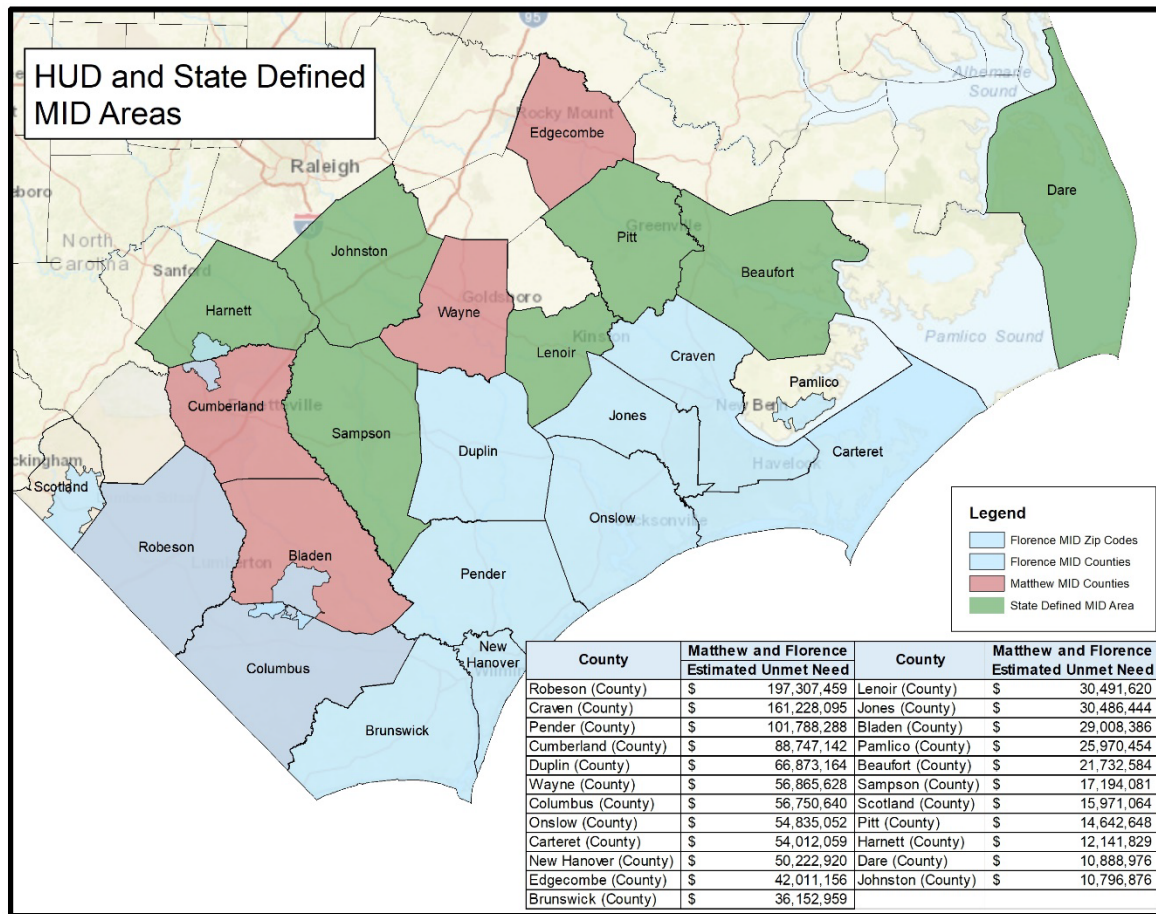 95
HUD and State Defined
MID Areas
Albemarle
Sound
Rocky Mount
Edgecombe
Raleigh
Dare
North
Carolina
Greenville
Pitt
Johnston
Sanford
Beaufort
Harnett
Goldsboro
Wayne
Pamlico Sound
Kinston
Lenoir
Craven
Pamlico
Cumberland
New Bern
Jones
Sampson
Duplin
Carteret
Havelock
Scotland
Onslow
Robeson
Bladen
Pender
Columbus
New
Hanover
Brunswick
Legend
Florence MID Zip Codes
Florence MID Counties
Matthew MID Counties
State Defined MID Area
County Matthew and Florence Estimated Unmet Need County Matthew and Florence Estimated Unmet Need
Robeson (County) $ 197,307,459 Lenoir (County) $ 30,491,620
Craven (County) $ 161,228,095 Jones (County) $ 30,486,444
Pender (County) $ 101,788,288 Bladen (County) $ 29,008,386
Cumberland (County) $ 88,747,142 Pamlico (County) $ 25,970,454
Duplin (County) $ 66,873,164 Beaufort (County) $ 21,732,584
Wayne (County) $ 56,865,628 Sampson (County) $ 17,194,081
Columbus (County) $ 56,750,640 Scotland (County) $ 15,971,064
Onslow (County) $ 54,835,052 Pitt (County) $ 14,642,648
Carteret (County) $ 54,012,059 Harnett (County) $ 12,141,829
New Hanover (County) $ 50,222,920 Dare (County) $ 10,888,976
Edgecombe (County) $ 42,011,156 Johnston (County) $ 10,796,876
Brunswick (County) $ 36,152,959